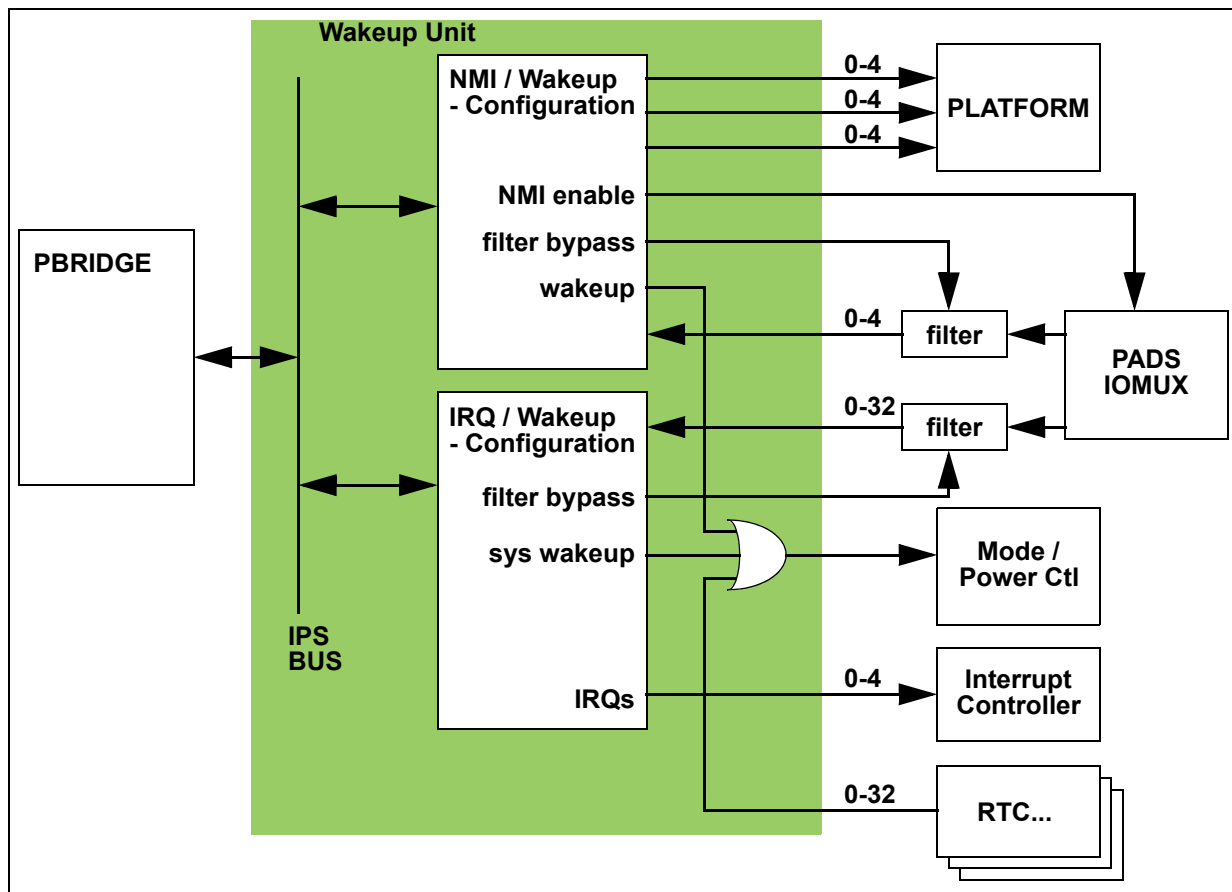 Wakeup Unit
NMI / Wakeup
- Configuration
0-4
0-4
0-4
PLATFORM
NMI enable
filter bypass
wakeup
PBRIDGE
0-4
filter
PADS
IOMUX
IRQ / Wakeup
- Configuration
0-32
filter
filter bypass
sys wakeup
Mode /
Power Ctl
IPS
BUS
IRQs
0-4
Interrupt
Controller
0-32
RTC...